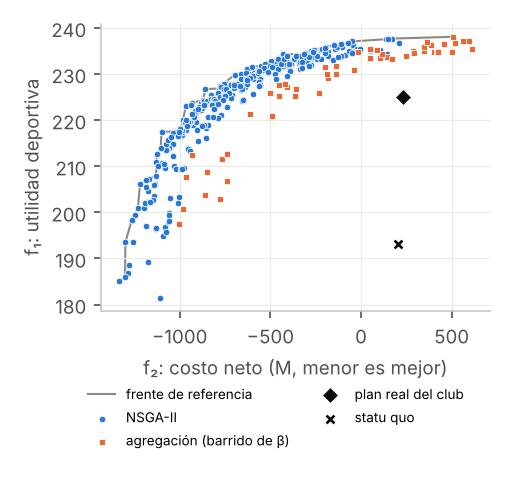 240
230
220
210
200
190
180
f₁: utilidad deportiva
−1000
−500
0
500
f₂: costo neto (M, menor es mejor)
frente de referencia
NSGA-II
agregación (barrido de β)
plan real del club
statu quo